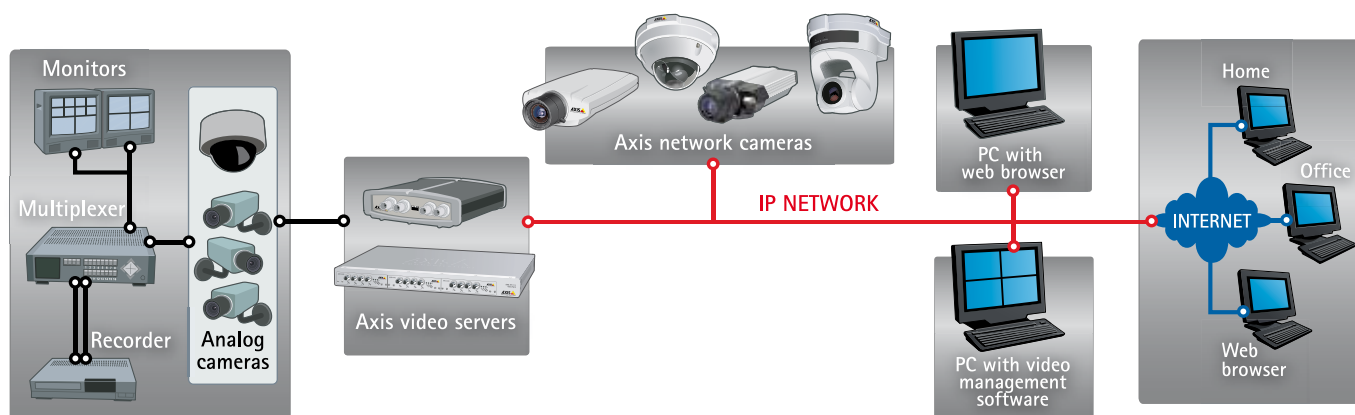 Monitors
Multiplexer
Recorder
Analog
cameras
Axis video servers
AXIS
Axis network cameras
IP NETWORK
PC with
web browser
PC with video
management
software
Home
Office
INTERNET
Web
browser